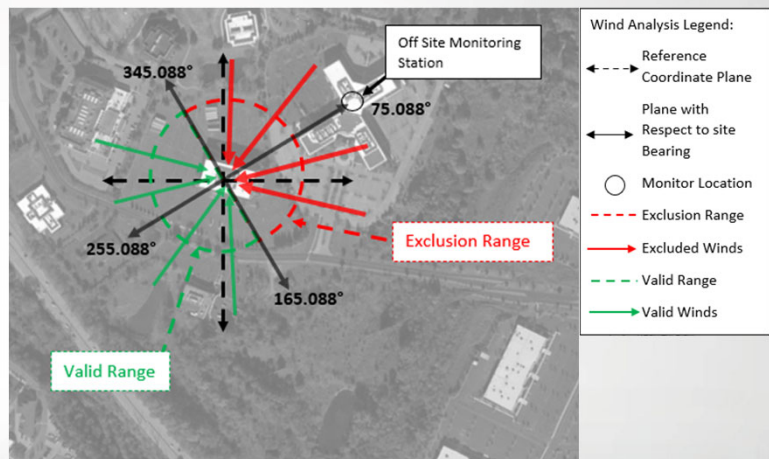 Off Site Monitoring
Station
345.088°
75.088°
255.088°
165.088°
Exclusion Range
Valid Range
Wind Analysis Legend:
Reference
Coordinate Plane
Plane with
Respect to site
Bearing
Monitor Location
Exclusion Range
Excluded Winds
Valid Range
Valid Winds